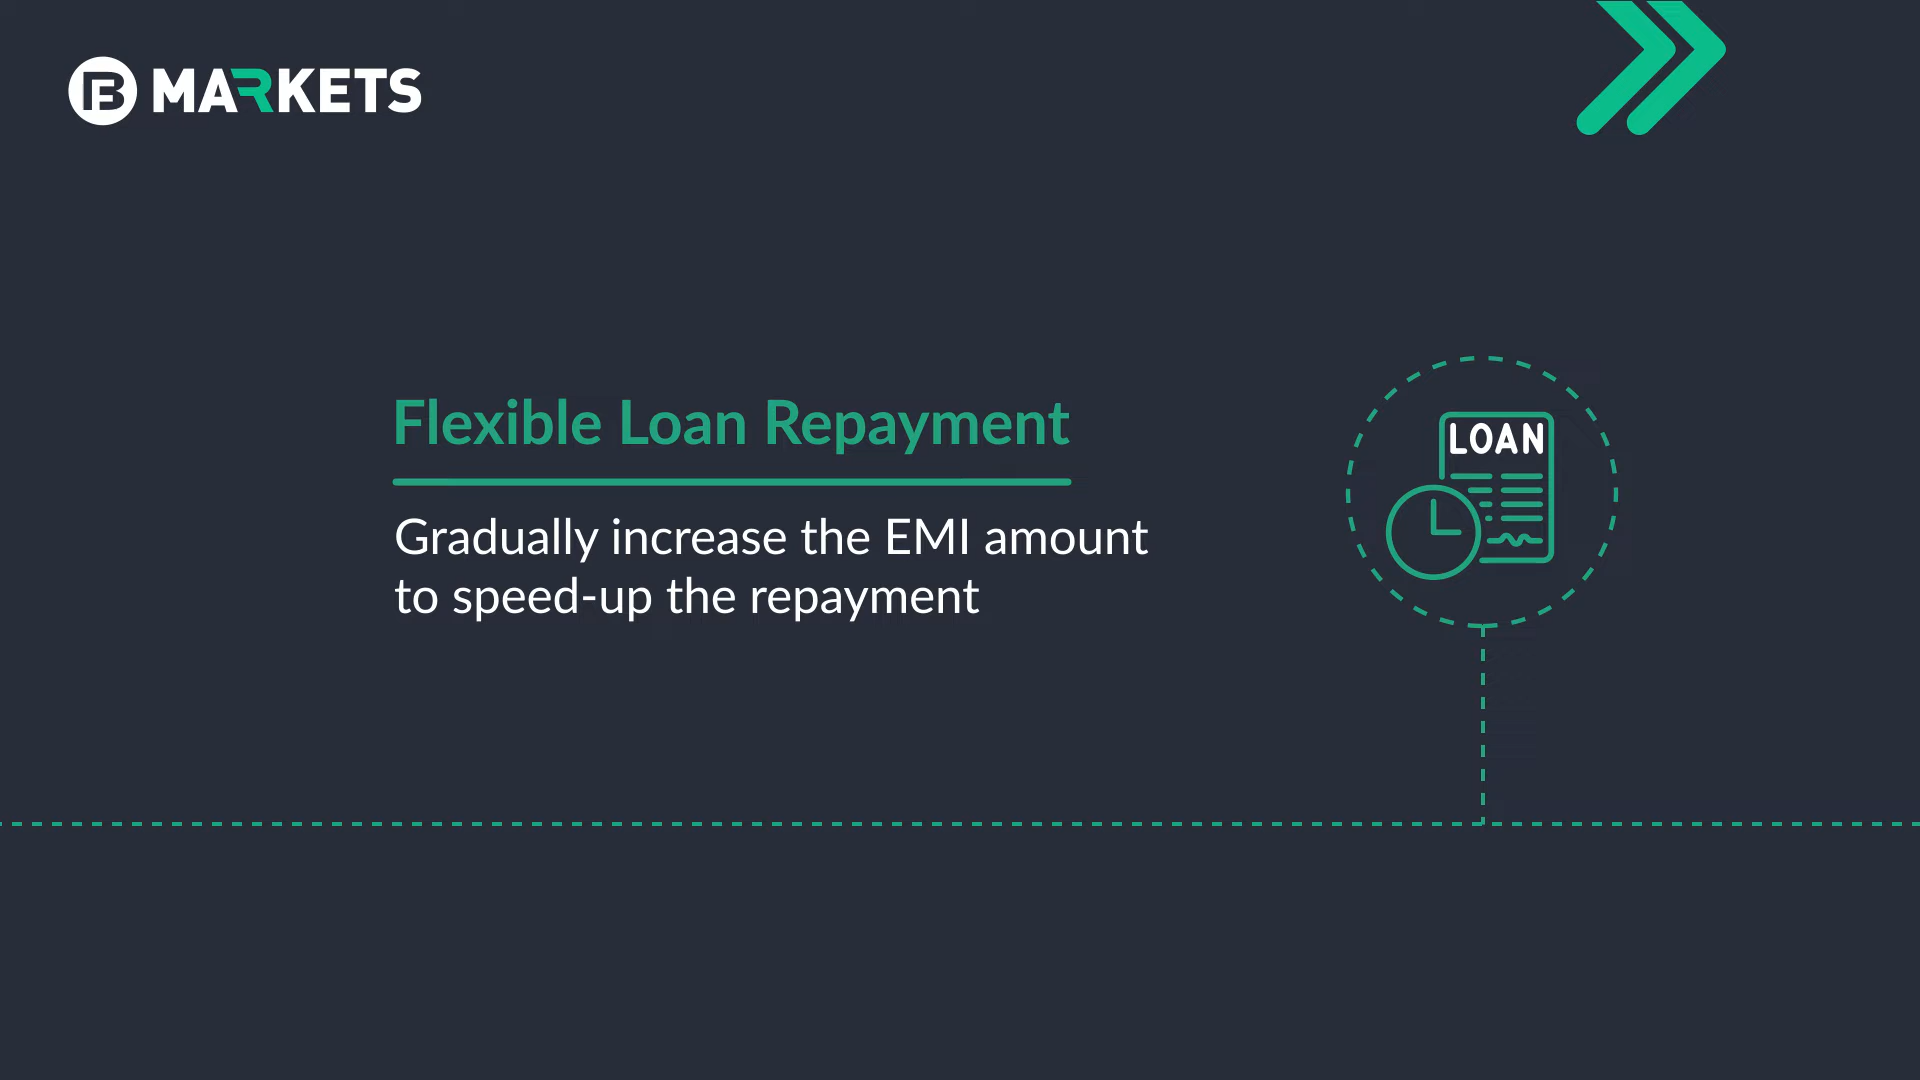 B MARKETS
Flexible Loan Repayment
Gradually increase the EMI amount
to speed-up the repayment
LOAN